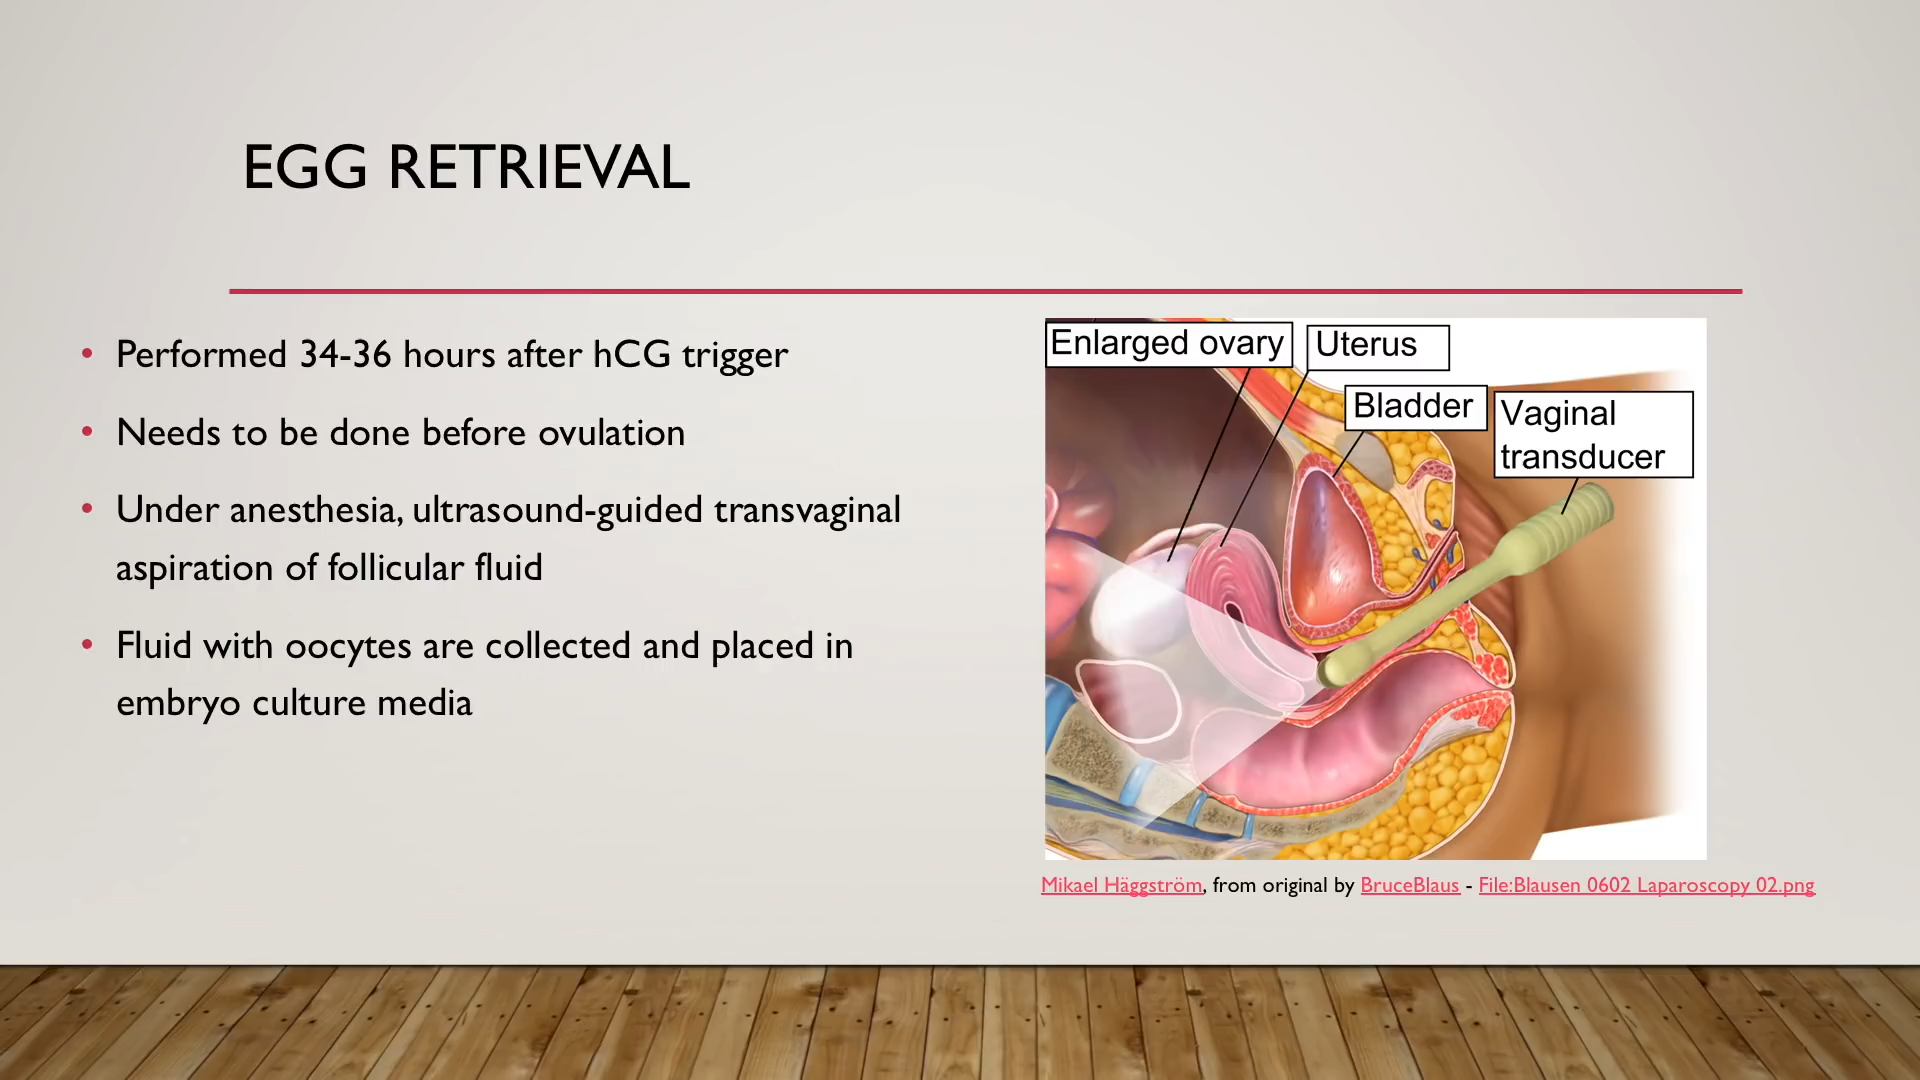 EGG RETRIEVAL
• Performed 34-36 hours after hCG trigger
• Needs to be done before ovulation
• Under anesthesia, ultrasound-guided transvaginal
aspiration of follicular fluid
• Fluid with oocytes are collected and placed in
embryo culture media
Enlarged ovary
Uterus
Bladder
Vaginal
transducer
Mikael Häggström, from original by BruceBlaus - File:Blausen 0602 Laparoscopy 02.png